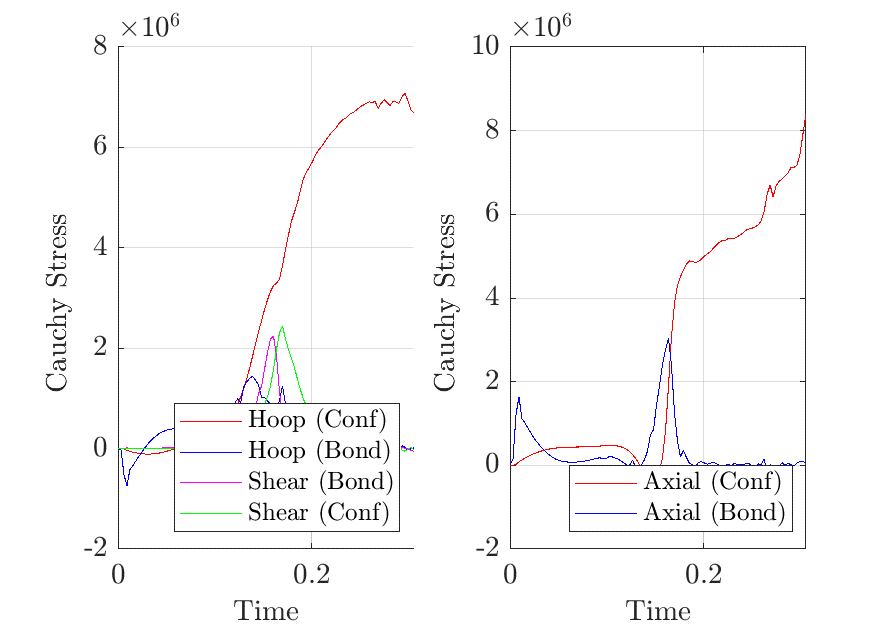 ×10⁶
8
6
4
2
0
-2
Cauchy Stress
Hoop (Conf)
Hoop (Bond)
Shear (Bond)
Shear (Conf)
0
0.2
Time
×10⁶
10
8
6
4
2
0
-2
Cauchy Stress
Axial (Conf)
Axial (Bond)
0
0.2
Time